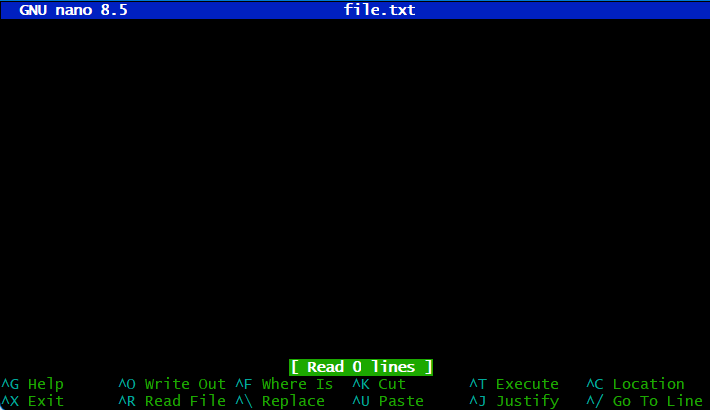 GNU nano 8.5 file.txt
[ Read 0 lines ]
^G Help ^O Write Out ^F Where Is ^K Cut ^T Execute ^C Location
^X Exit ^R Read File ^\ Replace ^U Paste ^J Justify ^/ Go To Line